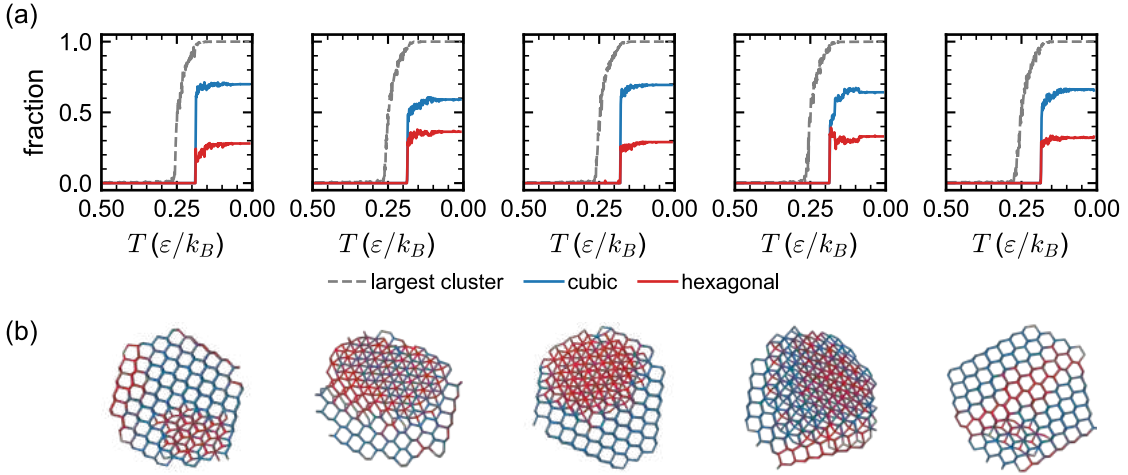 (a)
fraction
1.0
0.5
0.0
0.50 0.25 0.00 0.50 0.25 0.00 0.50 0.25 0.00 0.50 0.25 0.00 0.50 0.25 0.00
T (ε/k_B) T (ε/k_B) T (ε/k_B) T (ε/k_B) T (ε/k_B)
largest cluster cubic hexagonal
(b)